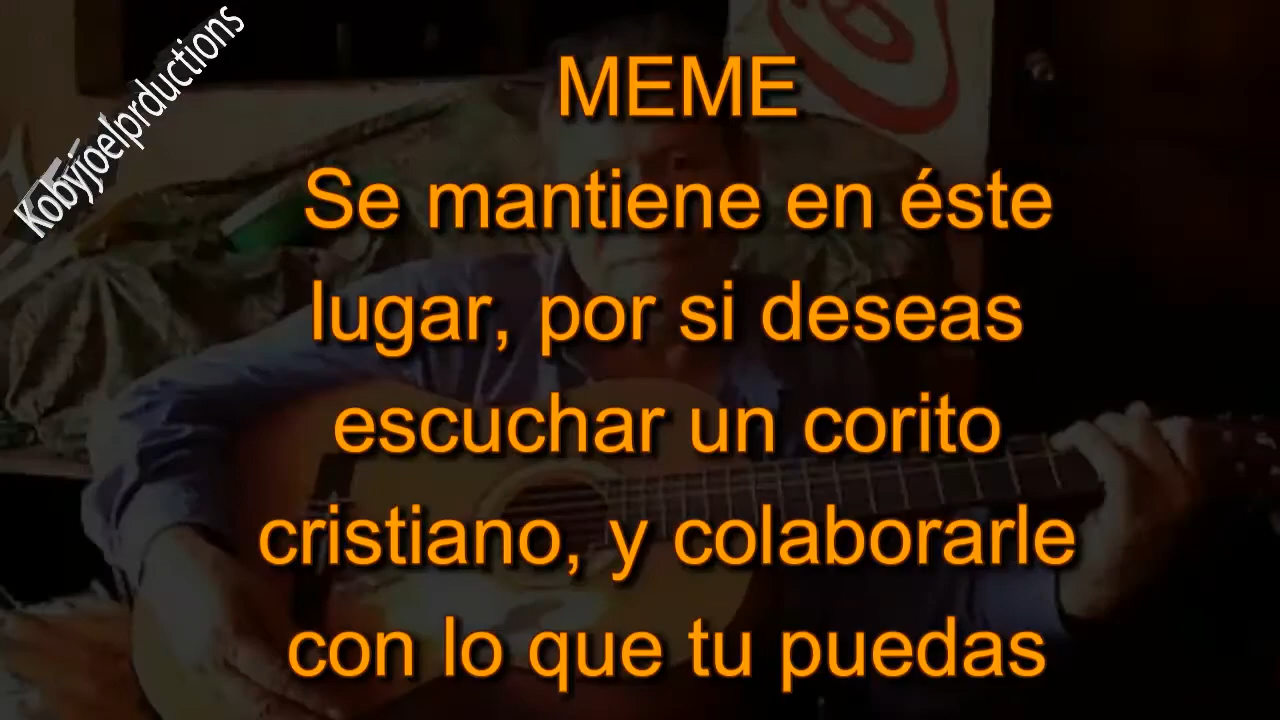 Kobyjoelprductions
MEME
Se mantiene en éste
lugar, por si deseas
escuchar un corito
cristiano, y colaborarle
con lo que tu puedas